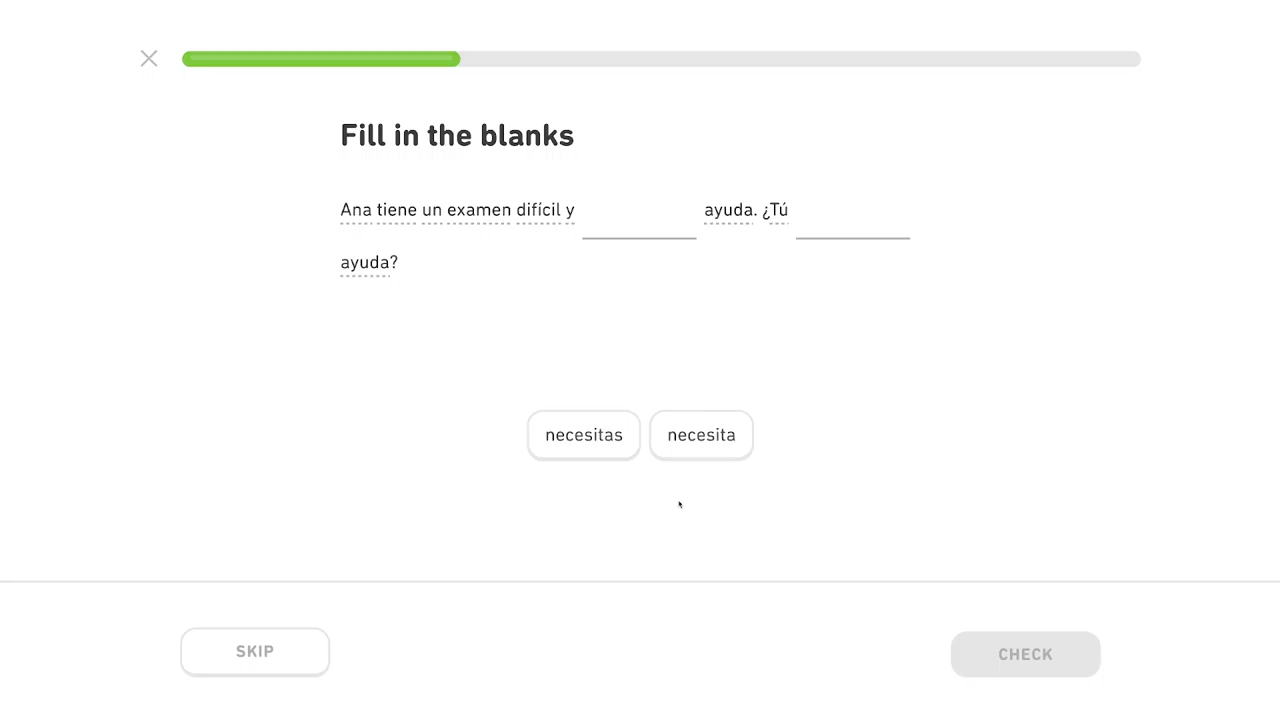 Fill in the blanks
Ana tiene un examen difícil y ayuda. ¿Tú
ayuda?
necesitas necesita
SKIP CHECK